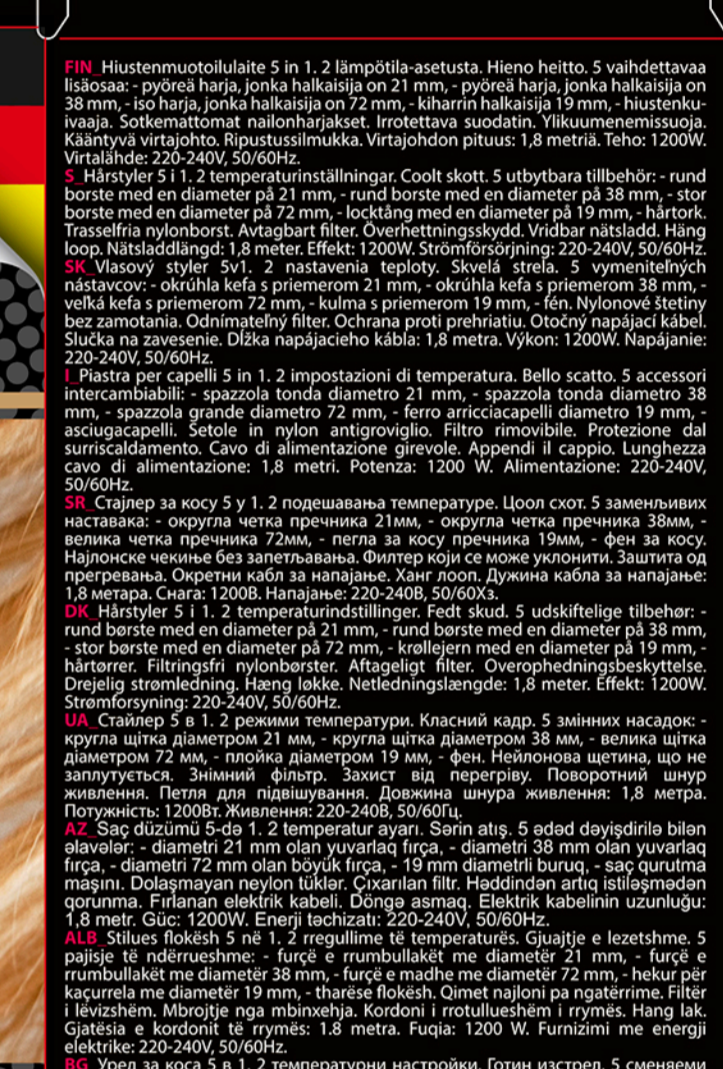 FIN_Hiustenmuotoilulaite 5 in 1. 2 lämpötila-asetusta. Hieno heitto. 5 vaihdettavaa
lisäosaa: - pyöreä harja, jonka halkaisija on 21 mm, - pyöreä harja, jonka halkaisija on
38 mm, - iso harja, jonka halkaisija on 72 mm, - kiharrin halkaisija 19 mm, - hiustenku-
ivaaja. Sotkemattomat nailonharjakset. Irrotettava suodatin. Ylikuumenemissuoja.
Kääntyvä virtajohto. Ripustussilmukka. Virtajohdon pituus: 1,8 metriä. Teho: 1200W.
Virtalähde: 220-240V, 50/60Hz.
S_Hårstyler 5 i 1. 2 temperaturinställningar. Coolt skott. 5 utbytbara tillbehör: - rund
borste med en diameter på 21 mm, - rund borste med en diameter på 38 mm, - stor
borste med en diameter på 72 mm, - locktång med en diameter på 19 mm, - hårtork.
Trasselfria nylonborst. Avtagbart filter. Överhettningsskydd. Vridbar nätsladd. Häng
loop. Nätsladdlängd: 1,8 meter. Effekt: 1200W. Strömförsörjning: 220-240V, 50/60Hz.
SK_Vlasový styler 5v1. 2 nastavenia teploty. Skvelá strela. 5 vymeniteľných
nástavcov: - okrúhla kefa s priemerom 21 mm, - okrúhla kefa s priemerom 38 mm, -
veľká kefa s priemerom 72 mm, - kulma s priemerom 19 mm, - fén. Nylonové štetiny
bez zamotania. Odnímateľný filter. Ochrana proti prehriatiu. Otočný napájací kábel.
Slučka na zavesenie. Dĺžka napájacieho kábla: 1,8 metra. Výkon: 1200W. Napájanie:
220-240V, 50/60Hz.
I_Piastra per capelli 5 in 1. 2 impostazioni di temperatura. Bello scatto. 5 accessori
intercambiabili: - spazzola tonda diametro 21 mm, - spazzola tonda diametro 38
mm, - spazzola grande diametro 72 mm, - ferro arricciacapelli diametro 19 mm, -
asciugacapelli. Setole in nylon antigroviglio. Filtro rimovibile. Protezione dal
surriscaldamento. Cavo di alimentazione girevole. Appendi il cappio. Lunghezza
cavo di alimentazione: 1,8 metri. Potenza: 1200 W. Alimentazione: 220-240V,
50/60Hz.
SR_Стајлер за косу 5 у 1. 2 подешавања температуре. Цоол схот. 5 заменљивих
наставака: - округла четка пречника 21мм, - округла четка пречника 38мм, -
велика четка пречника 72мм, - пегла за косу пречника 19мм, - фен за косу.
Најлонске чекиње без запетљавања. Филтер који се може уклонити. Заштита од
прегревања. Окретни кабл за напајање. Ханг лооп. Дужина кабла за напајање:
1,8 метара. Снага: 1200В. Напајање: 220-240В, 50/60Хз.
DK_Hårstyler 5 i 1. 2 temperaturindstillinger. Fedt skud. 5 udskiftelige tilbehør: -
rund børste med en diameter på 21 mm, - rund børste med en diameter på 38 mm,
- stor børste med en diameter på 72 mm, - krøllejern med en diameter på 19 mm, -
hårtørrer. Filtringsfri nylonbørster. Aftageligt filter. Overophedningsbeskyttelse.
Drejelig strømledning. Hæng løkke. Netledningslængde: 1,8 meter. Effekt: 1200W.
Strømforsyning: 220-240V, 50/60Hz.
UA_Стайлер 5 в 1. 2 режими температури. Класний кадр. 5 змінних насадок: -
кругла щітка діаметром 21 мм, - кругла щітка діаметром 38 мм, - велика щітка
діаметром 72 мм, - плойка діаметром 19 мм, - фен. Нейлонова щетина, що не
заплутується. Знімний фільтр. Захист від перегріву. Поворотний шнур
живлення. Петля для підвішування. Довжина шнура живлення: 1,8 метра.
Потужність: 1200Вт. Живлення: 220-240В, 50/60Гц.
AZ_Saç düzümü 5-də 1. 2 temperatur ayarı. Sərin atış. 5 ədəd dəyişdirilə bilən
əlavələr: - diametri 21 mm olan yuvarlaq fırça, - diametri 38 mm olan yuvarlaq
fırça, - diametri 72 mm olan böyük fırça, - 19 mm diametrli buruq, - saç qurutma
maşını. Dolaşmayan neylon tüklər. Çıxarılan filtr. Həddindən artıq istiləşmədən
qorunma. Fırlanan elektrik kabeli. Döngə asmaq. Elektrik kabelinin uzunluğu:
1,8 metr. Güc: 1200W. Enerji təchizatı: 220-240V, 50/60Hz.
ALB_Stilues flokësh 5 në 1. 2 rregullime të temperaturës. Gjuajtje e lezetshme. 5
pajisje të ndërrueshme: - furçë e rrumbullakët me diametër 21 mm, - furçë e
rrumbullakët me diametër 38 mm, - furçë e madhe me diametër 72 mm, - hekur për
kaçurrela me diametër 19 mm, - tharëse flokësh. Qimet najloni pa ngatërrime. Filtër
i lëvizshëm. Mbrojtje nga mbinxehja. Kordoni i rrotullueshëm i rrymës. Hang lak.
Gjatësia e kordonit të rrymës: 1.8 metra. Fuqia: 1200 W. Furnizimi me energji
elektrike: 220-240V, 50/60Hz.
BG_Уред за коса 5 в 1. 2 температурни настройки. Готин изстрел. 5 сменяеми